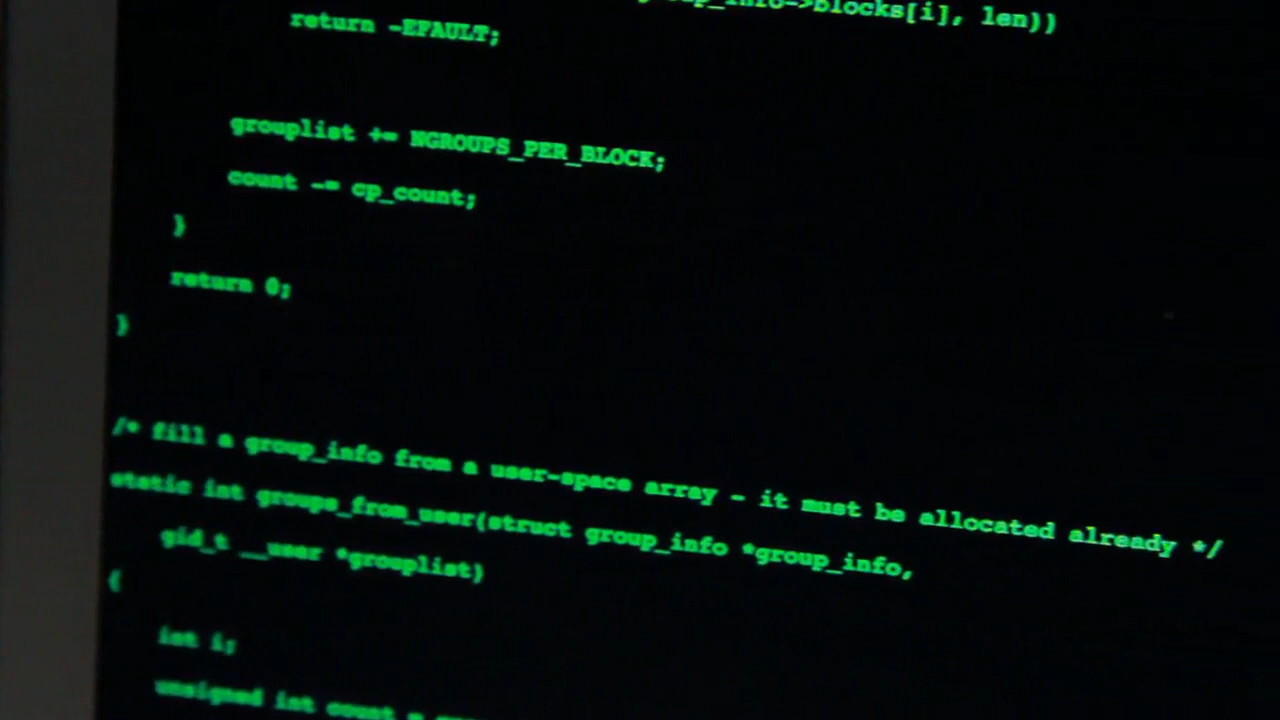 blocks[i], len))
return -EFAULT;
grouplist += NGROUPS_PER_BLOCK;
count -= cp_count;
}
return 0;
}
/* fill a group_info from a user-space array - it must be allocated already */
static int groups_from_user(struct group_info *group_info,
gid_t __user *grouplist)
{
int i;
unsigned int count =